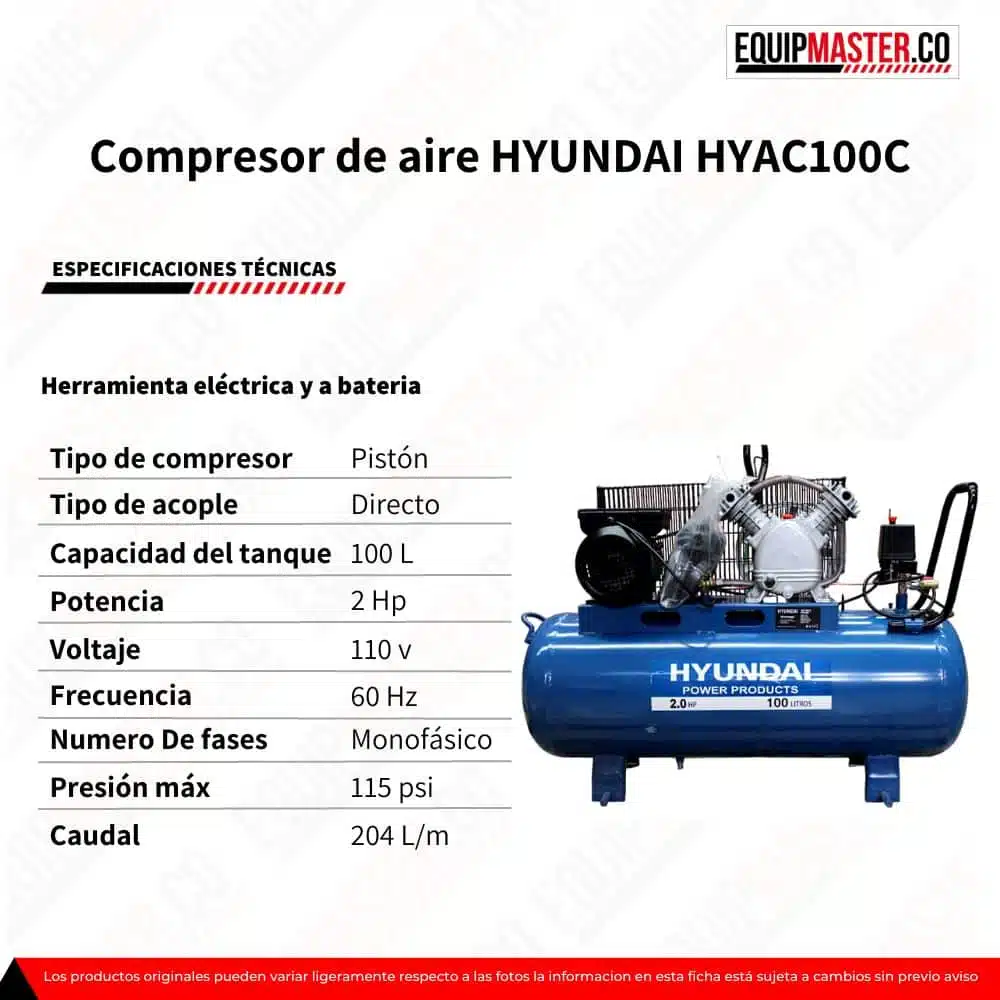 EQUIPMASTER.CO
Compresor de aire HYUNDAI HYAC100C
ESPECIFICACIONES TÉCNICAS
Herramienta eléctrica y a bateria
Tipo de compresor Pistón
Tipo de acople Directo
Capacidad del tanque 100 L
Potencia 2 Hp
Voltaje 110 v
Frecuencia 60 Hz
Numero De fases Monofásico
Presión máx 115 psi
Caudal 204 L/m
HYUNDAI
HYUNDAI
POWER PRODUCTS
2.0 HP 100 LITROS
Los productos originales pueden variar ligeramente respecto a las fotos la informacion en esta ficha está sujeta a cambios sin previo aviso